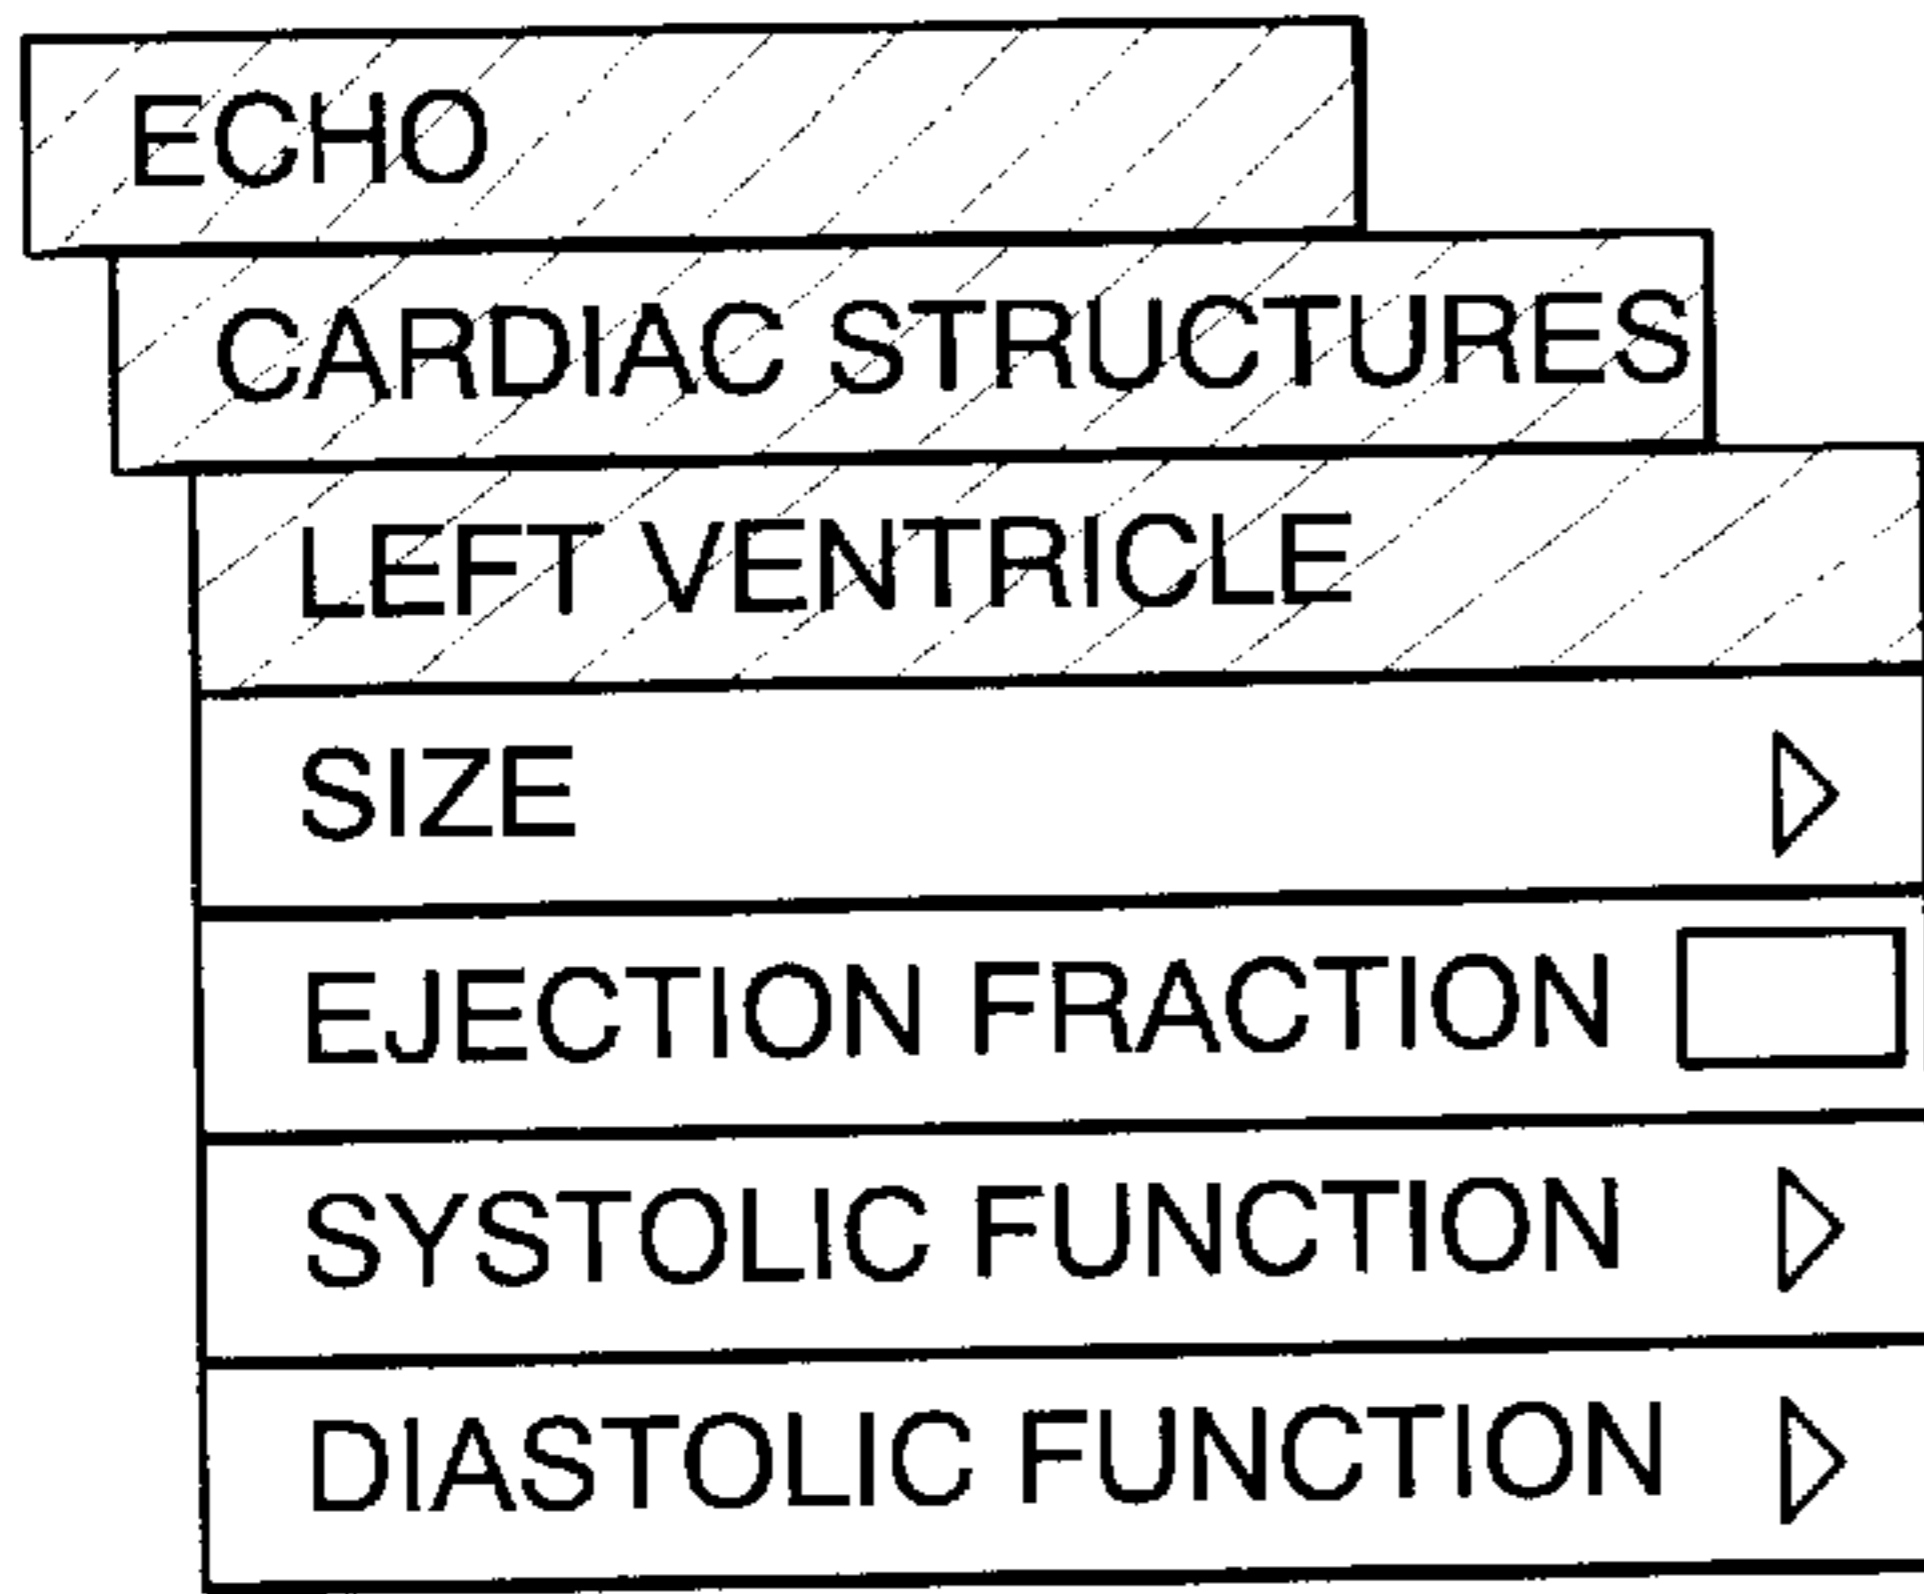 ECHO
CARDIAC STRUCTURES
LEFT VENTRICLE
SIZE
EJECTION FRACTION
SYSTOLIC FUNCTION
DIASTOLIC FUNCTION